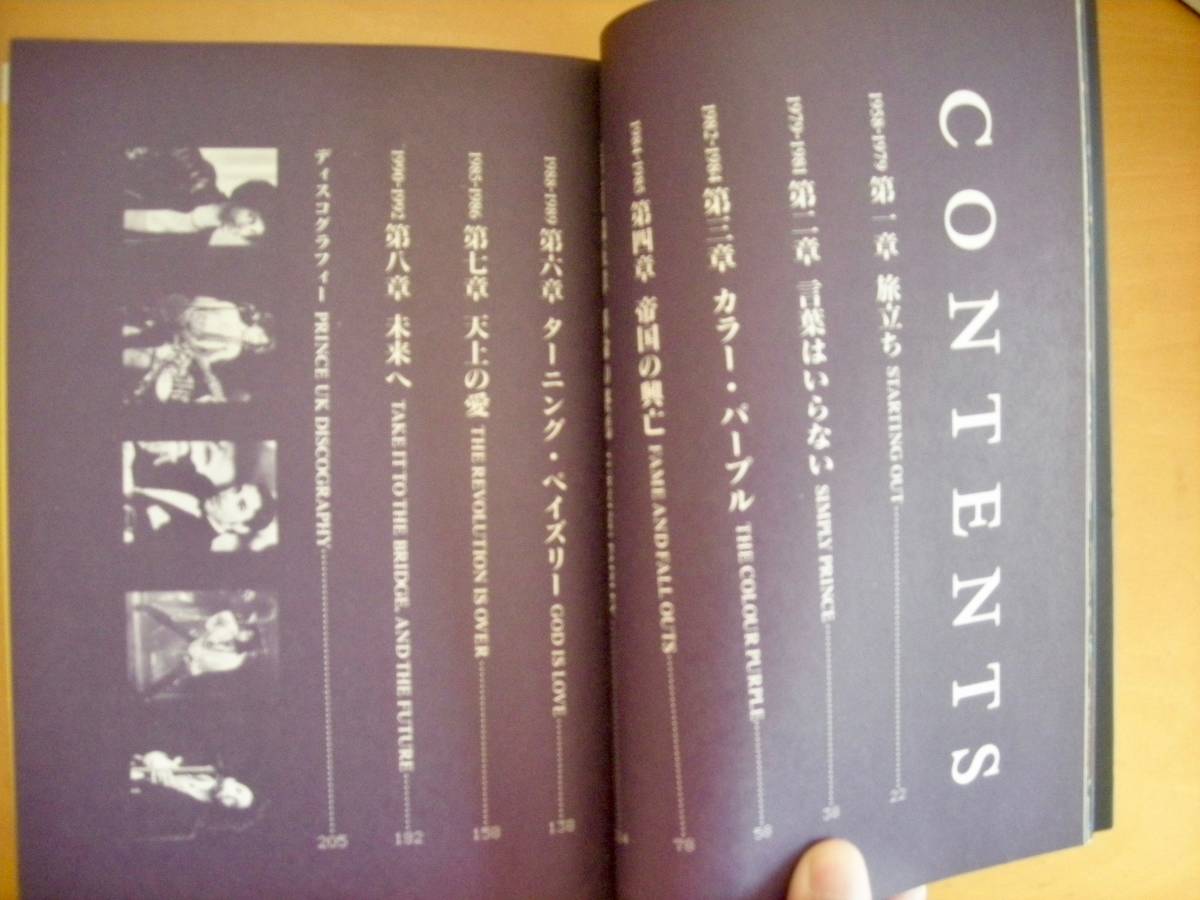 CONTENTS
1958-1979 第一章 旅立ち STARTING OUT 22
1979-1981 第二章 言葉はいらない SIMPLY PRINCE 38
1982-1984 第三章 カラー・パープル THE COLOUR PURPLE 58
1984-1985 第四章 帝国の興亡 FAME AND FALL OUTS 78
1988-1989 第六章 ターニング・ペイズリー GOD IS LOVE 138
1985-1986 第七章 天上の愛 THE REVOLUTION IS OVER 158
1990-1992 第八章 未来へ TAKE IT TO THE BRIDGE, AND THE FUTURE 182
ディスコグラフィー PRINCE UK DISCOGRAPHY 205